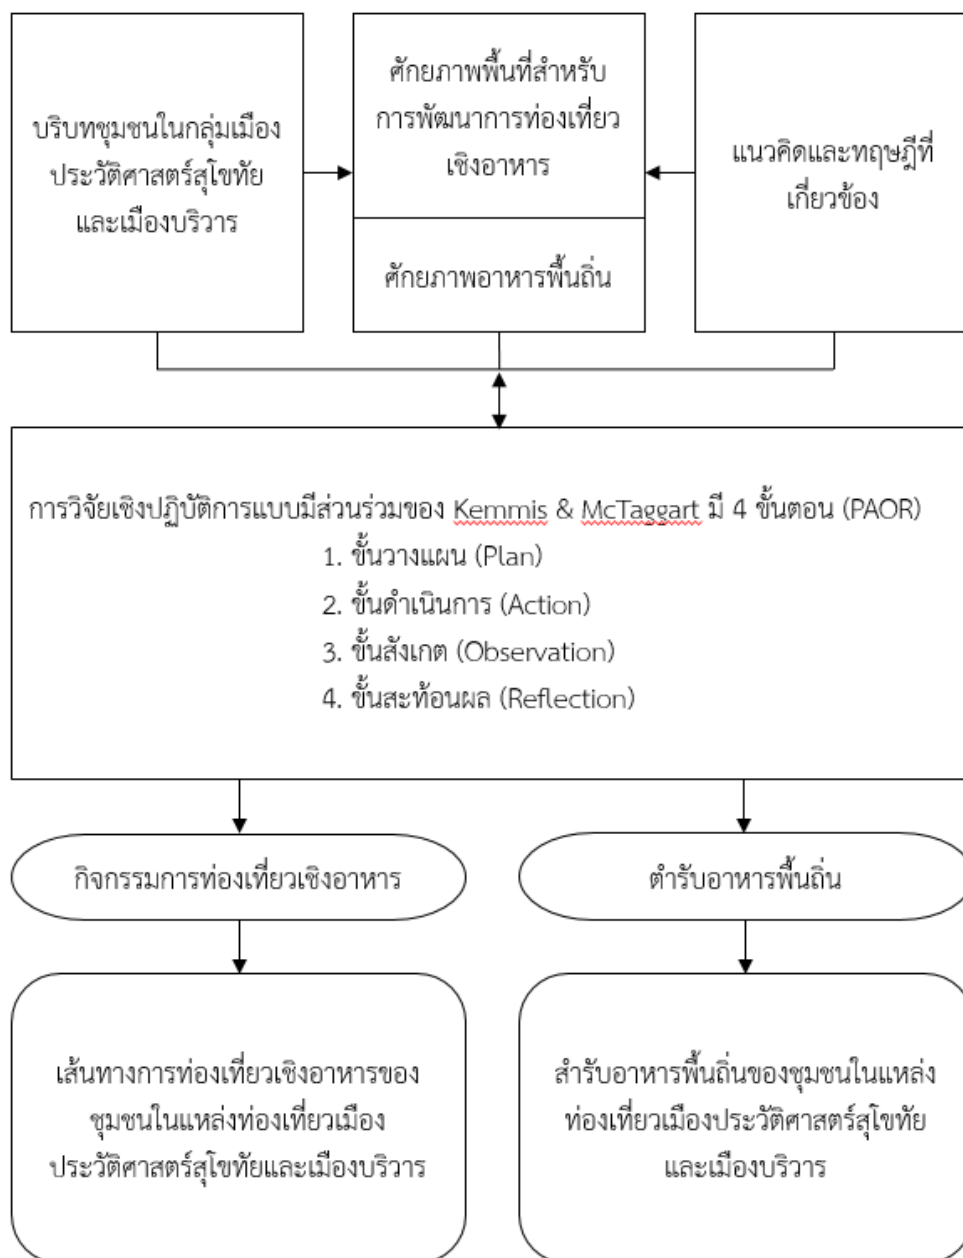 บริบทชุมชนในกลุ่มเมือง
ประวัติศาสตร์สุโขทัย
และเมืองบริวาร
ศักยภาพพื้นที่สำหรับ
การพัฒนาการท่องเที่ยว
เชิงอาหาร
ศักยภาพอาหารพื้นถิ่น
แนวคิดและทฤษฎีที่
เกี่ยวข้อง
การวิจัยเชิงปฏิบัติการแบบมีส่วนร่วมของ Kemmis & McTaggart มี 4 ขั้นตอน (PAOR)
1. ขั้นวางแผน (Plan)
2. ขั้นดำเนินการ (Action)
3. ขั้นสังเกต (Observation)
4. ขั้นสะท้อนผล (Reflection)
กิจกรรมการท่องเที่ยวเชิงอาหาร
ตำรับอาหารพื้นถิ่น
เส้นทางการท่องเที่ยวเชิงอาหารของ
ชุมชนในแหล่งท่องเที่ยวเมือง
ประวัติศาสตร์สุโขทัยและเมืองบริวาร
สำรับอาหารพื้นถิ่นของชุมชนในแหล่ง
ท่องเที่ยวเมืองประวัติศาสตร์สุโขทัย
และเมืองบริวาร